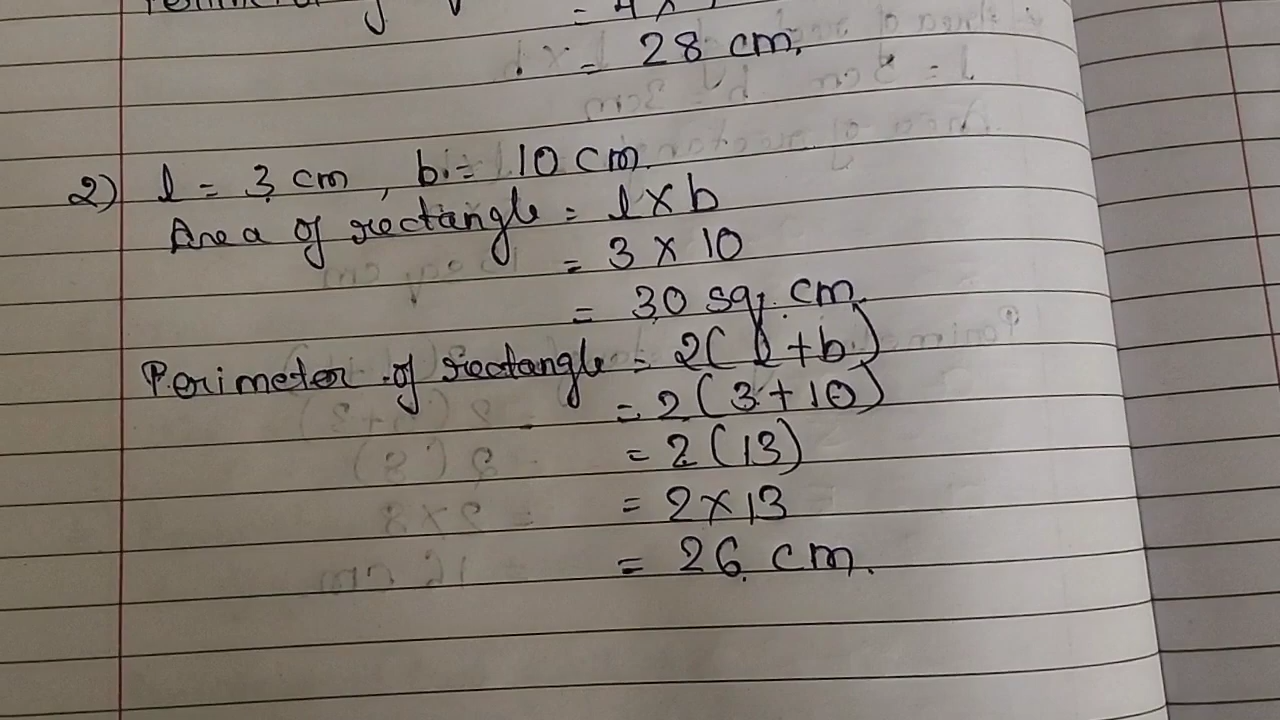 = 4 ×
= 28 cm.
2) l = 3 cm, b = 10 cm
Area of rectangle = l × b
= 3 × 10
= 30 sq. cm.
Perimeter of rectangle = 2( l + b)
= 2 (3 + 10)
= 2 (13)
= 2 × 13
= 26 cm.